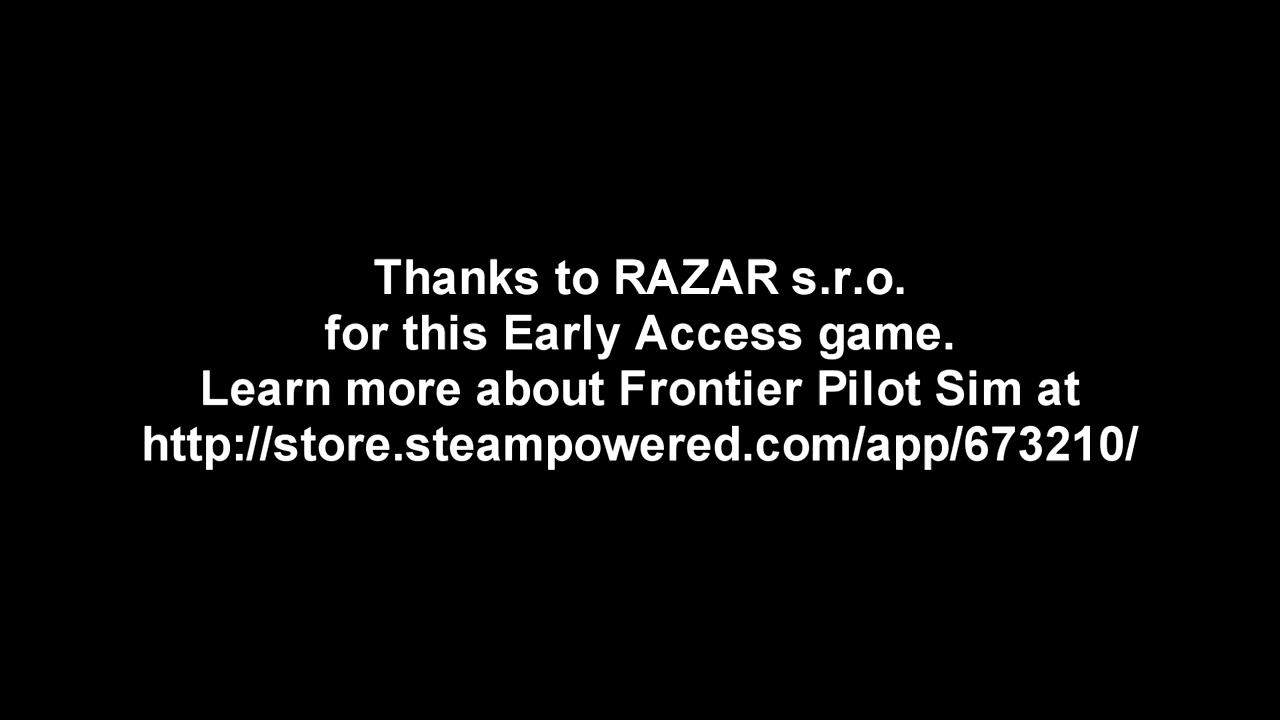 Thanks to RAZAR s.r.o.
for this Early Access game.
Learn more about Frontier Pilot Sim at
http://store.steampowered.com/app/673210/